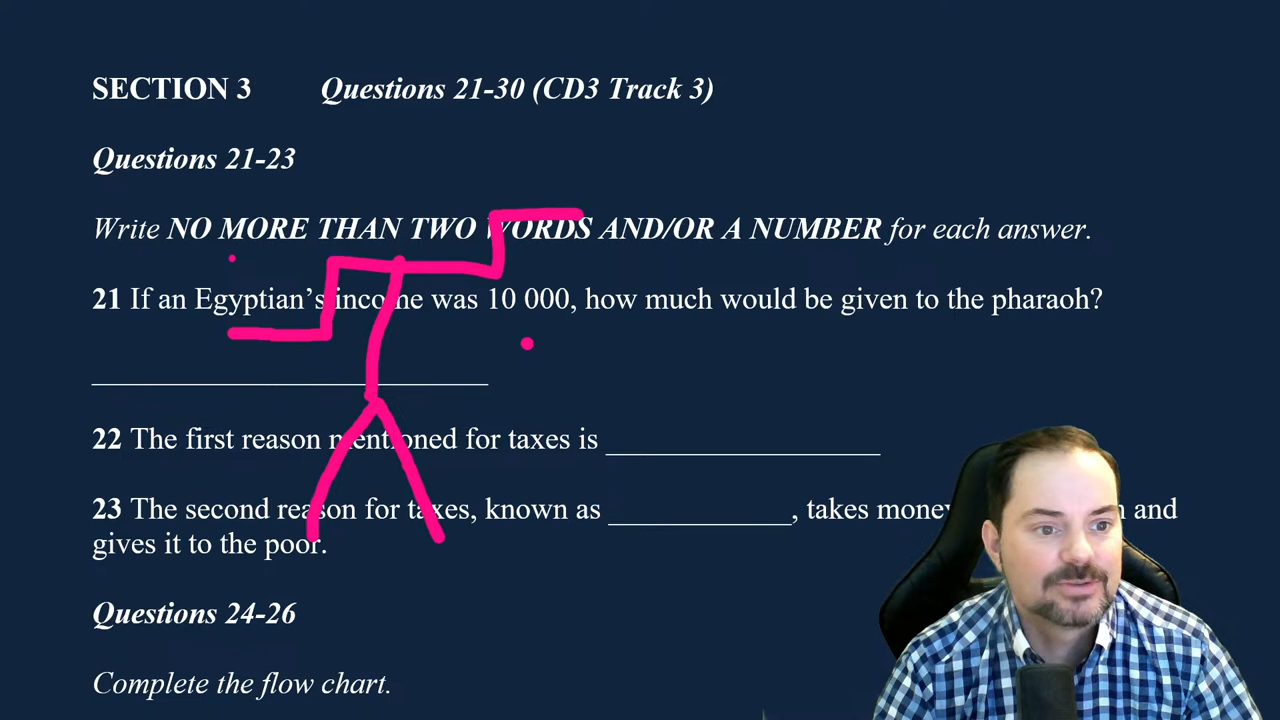 SECTION 3 Questions 21-30 (CD3 Track 3)
Questions 21-23
Write NO MORE THAN TWO WORDS AND/OR A NUMBER for each answer.
21 If an Egyptian's income was 10 000, how much would be given to the pharaoh?
22 The first reason mentioned for taxes is
23 The second reason for taxes, known as , takes money and
gives it to the poor.
Questions 24-26
Complete the flow chart.